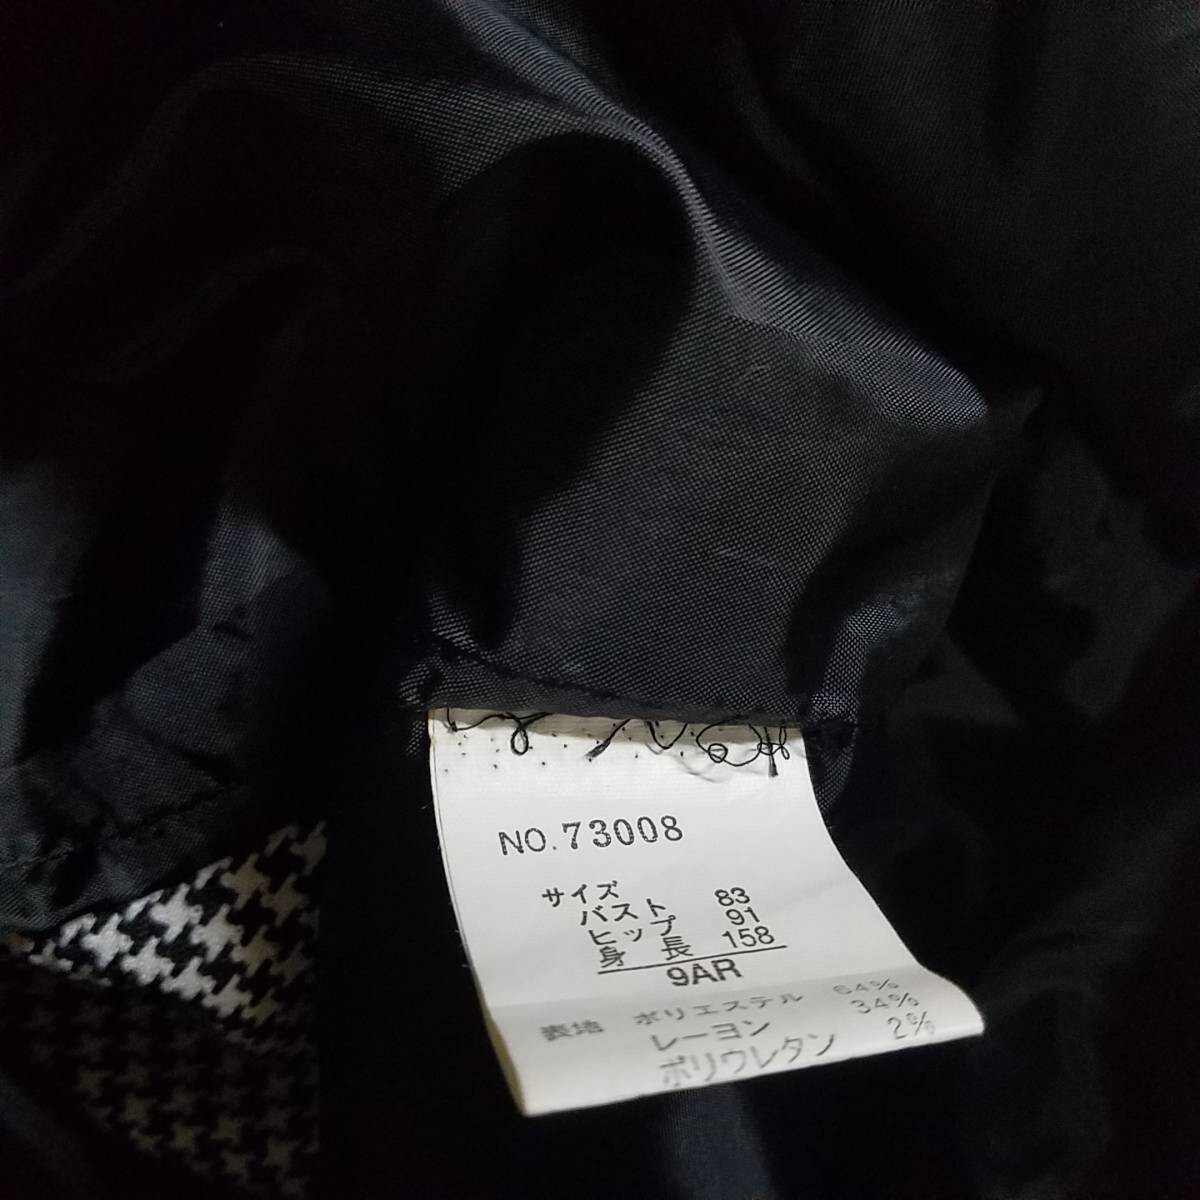 NO.73008
サイズ
バスト 83
ヒップ 91
身長 158
9AR
表地 ポリエステル 64%
レーヨン 34%
ポリウレタン 2%